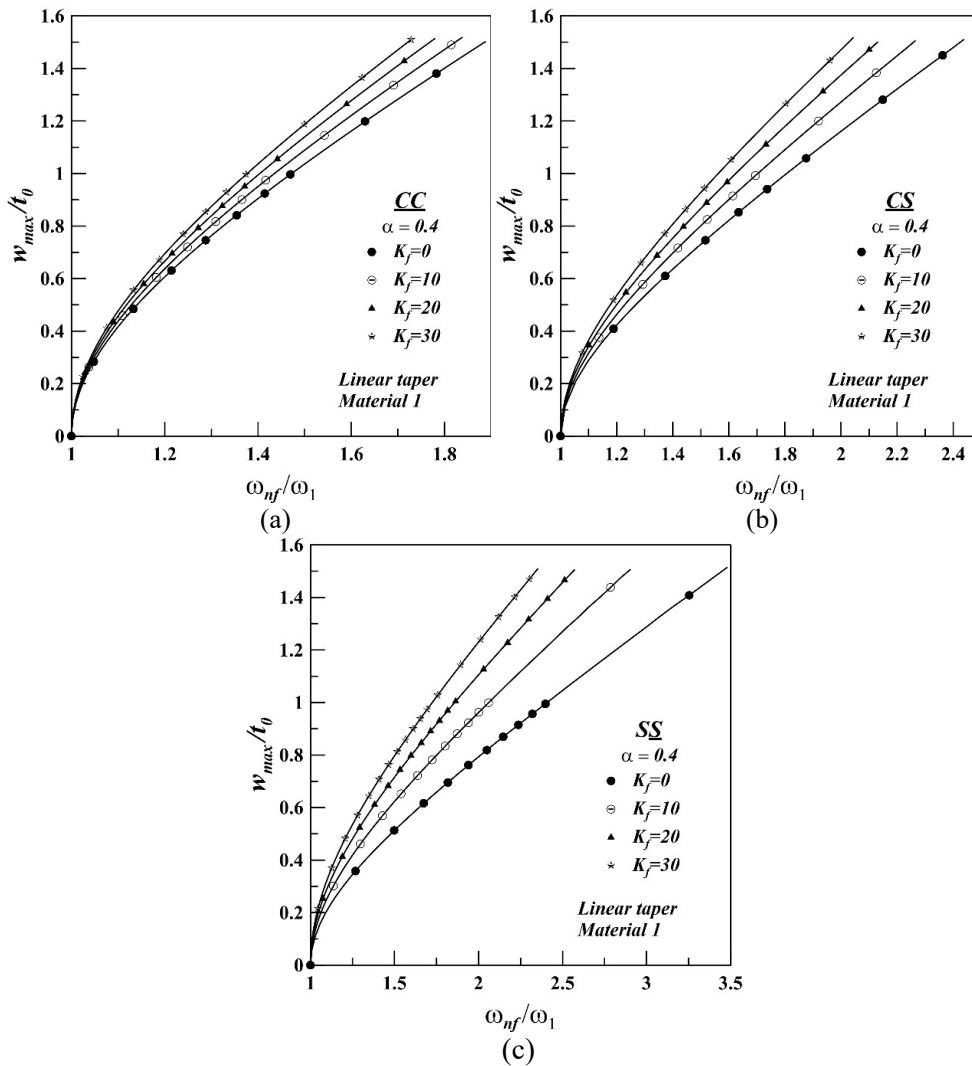 1.6
1.4
1.2
1
0.8
0.6
0.4
0.2
0
w_max/t_0
CC
α = 0.4
K_f=0
K_f=10
K_f=20
K_f=30
Linear taper
Material 1
1 1.2 1.4 1.6 1.8
ω_nf/ω_1
(a)
1.6
1.4
1.2
1
0.8
0.6
0.4
0.2
0
w_max/t_0
CS
α = 0.4
K_f=0
K_f=10
K_f=20
K_f=30
Linear taper
Material 1
1 1.2 1.4 1.6 1.8 2 2.2 2.4
ω_nf/ω_1
(b)
1.6
1.4
1.2
1
0.8
0.6
0.4
0.2
0
w_max/t_0
SS
α = 0.4
K_f=0
K_f=10
K_f=20
K_f=30
Linear taper
Material 1
1 1.5 2 2.5 3 3.5
ω_nf/ω_1
(c)